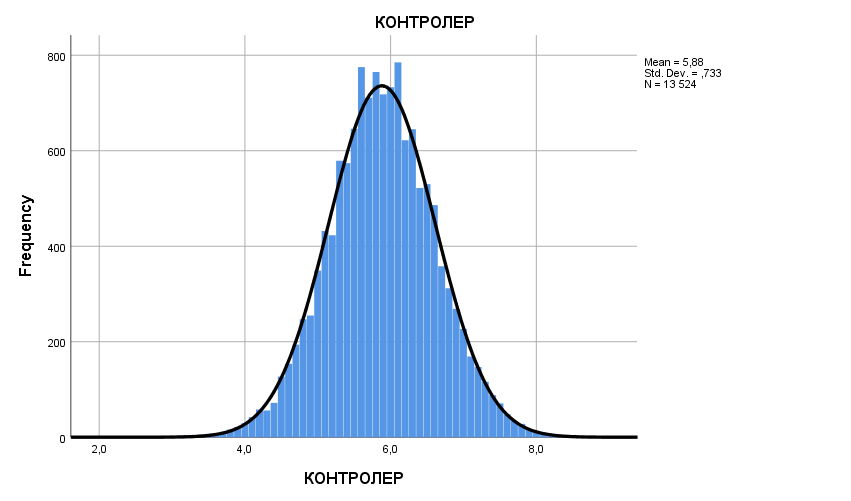 КОНТРОЛЕР
Mean = 5,88
Std. Dev. = ,733
N = 13 524
800
600
400
200
0
Frequency
2,0
4,0
6,0
8,0
КОНТРОЛЕР